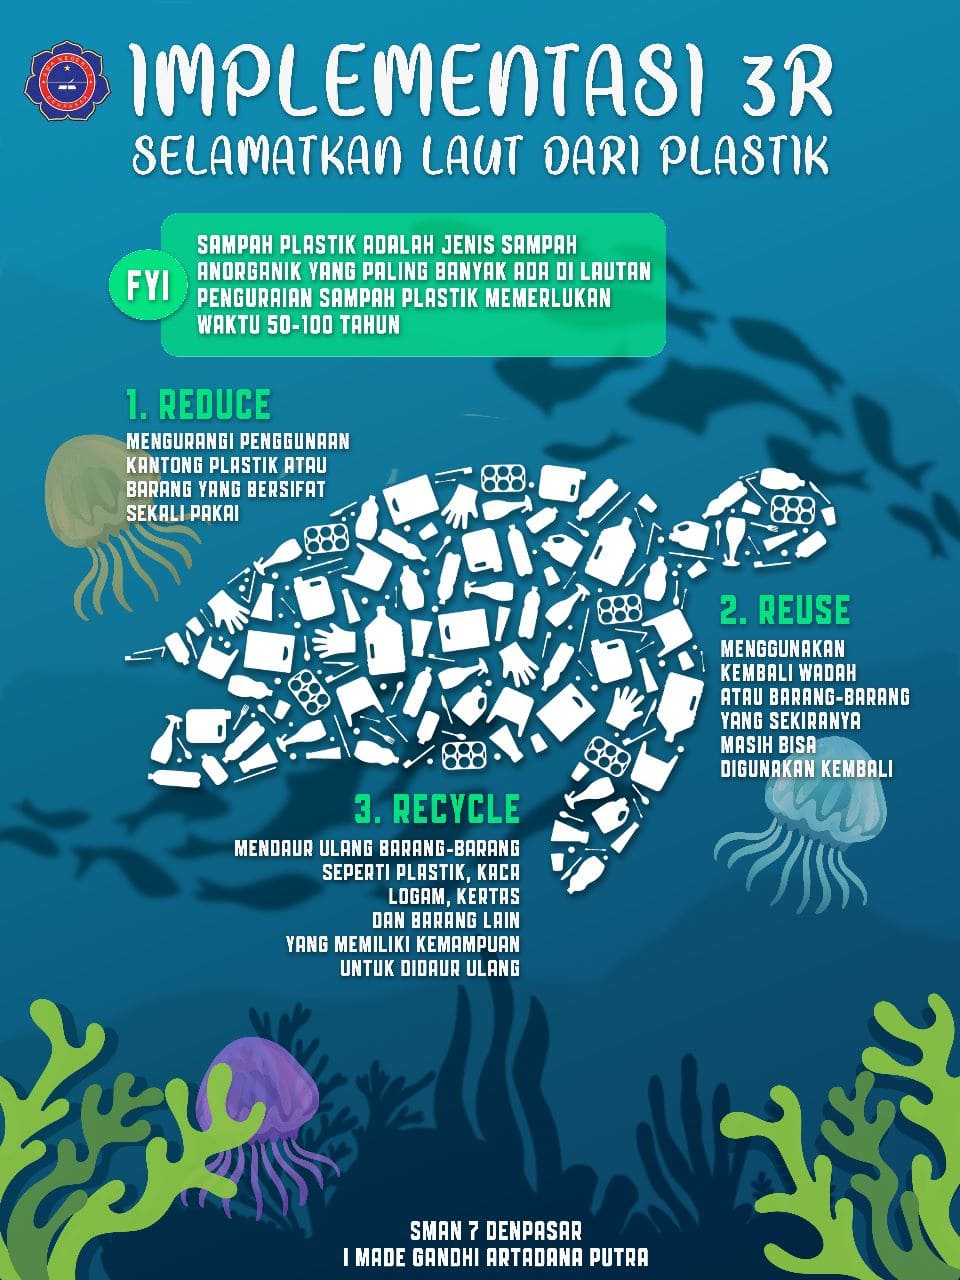 IMPLEMENTASI 3R
SELAMATKAN LAUT DARI PLASTIK
FYI
SAMPAH PLASTIK ADALAH JENIS SAMPAH
ANORGANIK YANG PALING BANYAK ADA DI LAUTAN
PENGURAIAN SAMPAH PLASTIK MEMERLUKAN
WAKTU 50-100 TAHUN
1. REDUCE
MENGURANGI PENGGUNAAN
KANTONG PLASTIK ATAU
BARANG YANG BERSIFAT
SEKALI PAKAI
2. REUSE
MENGGUNAKAN
KEMBALI WADAH
ATAU BARANG-BARANG
YANG SEKIRANYA
MASIH BISA
DIGUNAKAN KEMBALI
3. RECYCLE
MENDAUR ULANG BARANG-BARANG
SEPERTI PLASTIK, KACA
LOGAM, KERTAS
DAN BARANG LAIN
YANG MEMILIKI KEMAMPUAN
UNTUK DIDAUR ULANG
SMAN 7 DENPASAR
I MADE GANDHI ARTADANA PUTRA